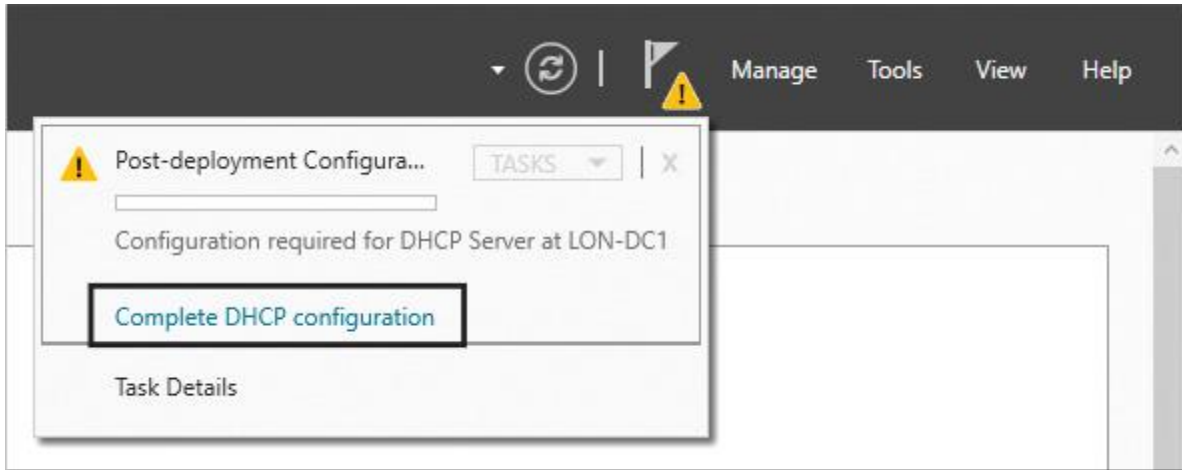 Manage Tools View Help
Post-deployment Configura... TASKS X
Configuration required for DHCP Server at LON-DC1
Complete DHCP configuration
Task Details